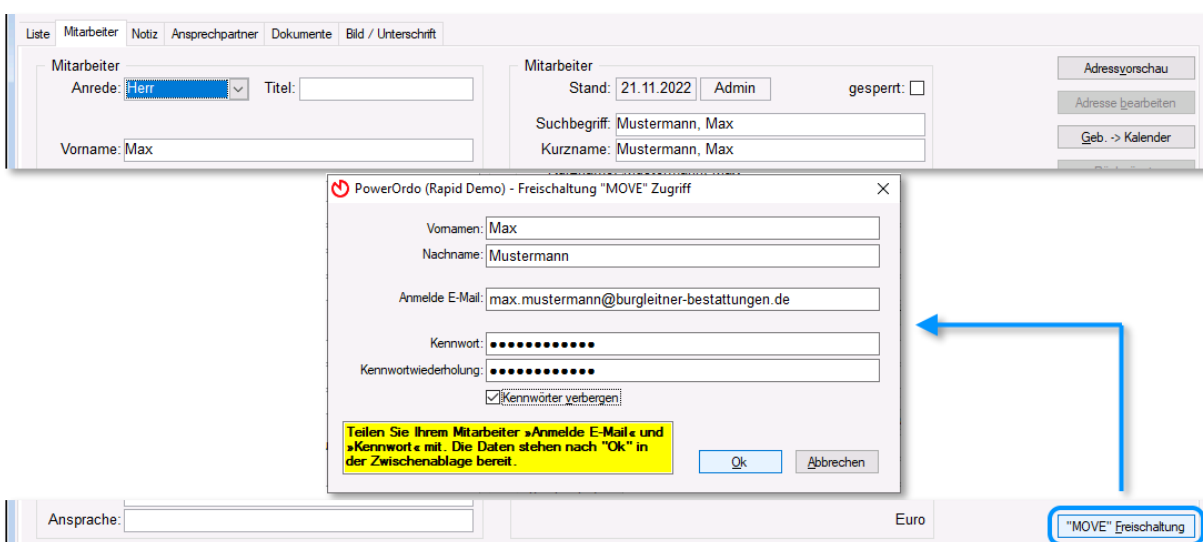 Liste Mitarbeiter Notiz Ansprechpartner Dokumente Bild / Unterschrift
Mitarbeiter
Anrede: Herr Titel:
Vorname: Max
Mitarbeiter
Stand: 21.11.2022 Admin gesperrt:
Suchbegriff: Mustermann, Max
Kurzname: Mustermann, Max
Adressvorschau
Adresse bearbeiten
Geb. -> Kalender
PowerOrdo (Rapid Demo) - Freischaltung "MOVE" Zugriff
Vornamen: Max
Nachname: Mustermann
Anmelde E-Mail: max.mustermann@burgleitner-bestattungen.de
Kennwort: ●●●●●●●●●●●●
Kennwortwiederholung: ●●●●●●●●●●●●
Kennwörter verbergen
Teilen Sie Ihrem Mitarbeiter »Anmelde E-Mail« und
»Kennwort« mit. Die Daten stehen nach "Ok" in
der Zwischenablage bereit.
Ok Abbrechen
Ansprache:
Euro
"MOVE" Freischaltung